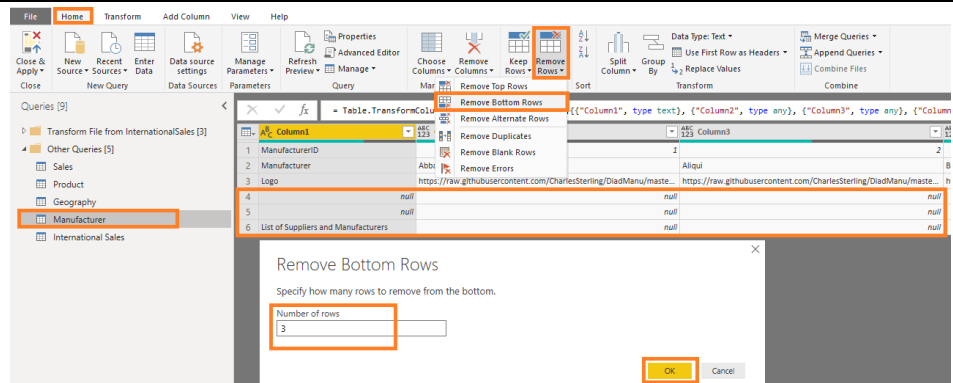 File Home Transform Add Column View Help
Close & Apply
New Source
Recent Sources
Enter Data
Data source settings
Manage Parameters
Refresh Preview
Properties
Advanced Editor
Manage
Choose Columns
Remove Columns
Keep Rows
Remove Rows
Split Column
Group By
Data Type: Text
Use First Row as Headers
Replace Values
Merge Queries
Append Queries
Combine Files
Close New Query Data Sources Parameters Query Sort Transform Combine
Remove Top Rows
Remove Bottom Rows
Remove Alternate Rows
Remove Duplicates
Remove Blank Rows
Remove Errors
Queries [9]
Transform File from InternationalSales [3]
Other Queries [5]
Sales
Product
Geography
Manufacturer
International Sales
fx = Table.TransformColu {{"Column1", type text}, {"Column2", type any}, {"Column3", type any}, {"Column
ABC Column1 ABC 123 ABC 123 Column3
1 ManufacturerID 1 2
2 Manufacturer Abb Aliqui B
3 Logo https://raw.githubusercontent.com/CharlesSterling/DiadManu/maste... https://raw.githubusercontent.com/CharlesSterling/DiadManu/maste...
4 null null null
5 null null null
6 List of Suppliers and Manufacturers null null
Remove Bottom Rows
Specify how many rows to remove from the bottom.
Number of rows
3
OK Cancel